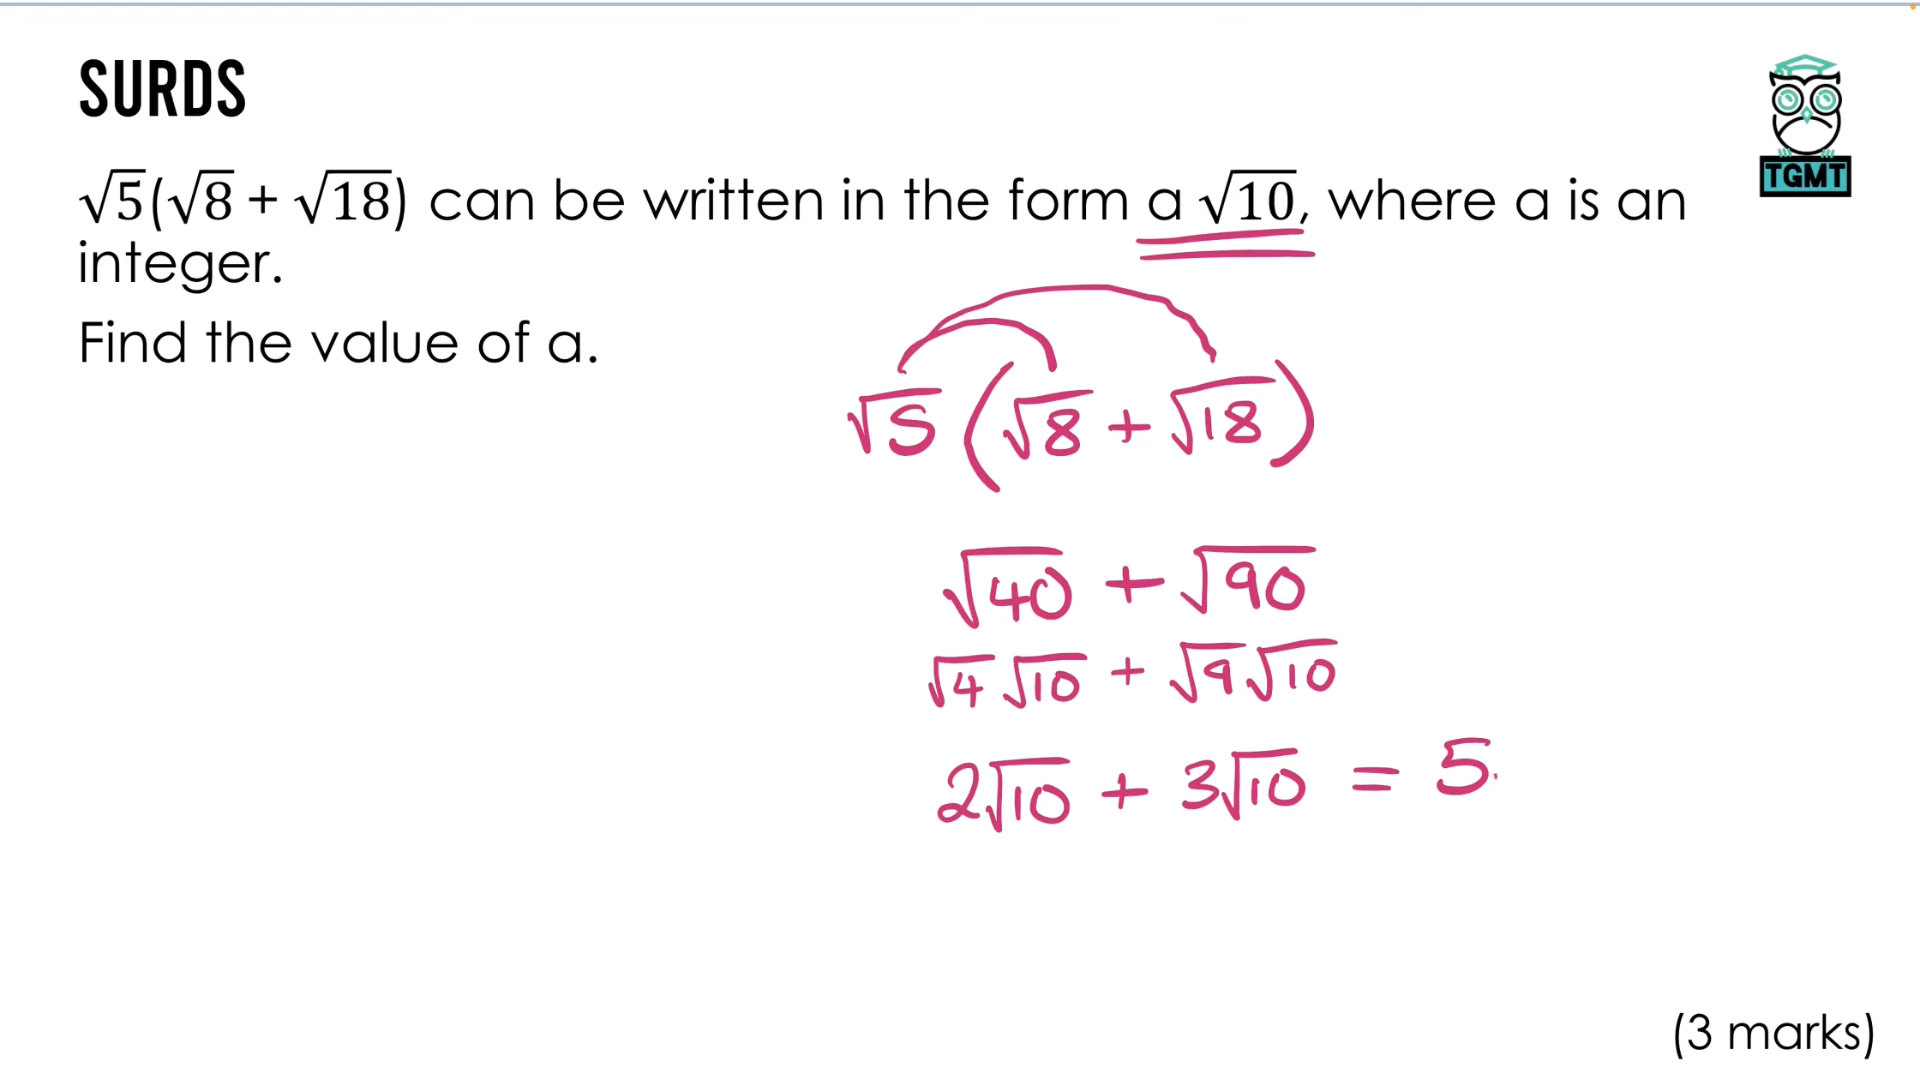 SURDS
TGMT
√5(√8 + √18) can be written in the form a √10, where a is an
integer.
Find the value of a.
√5 (√8 + √18)
√40 + √90
√4 √10 + √9 √10
2√10 + 3√10 = 5
(3 marks)